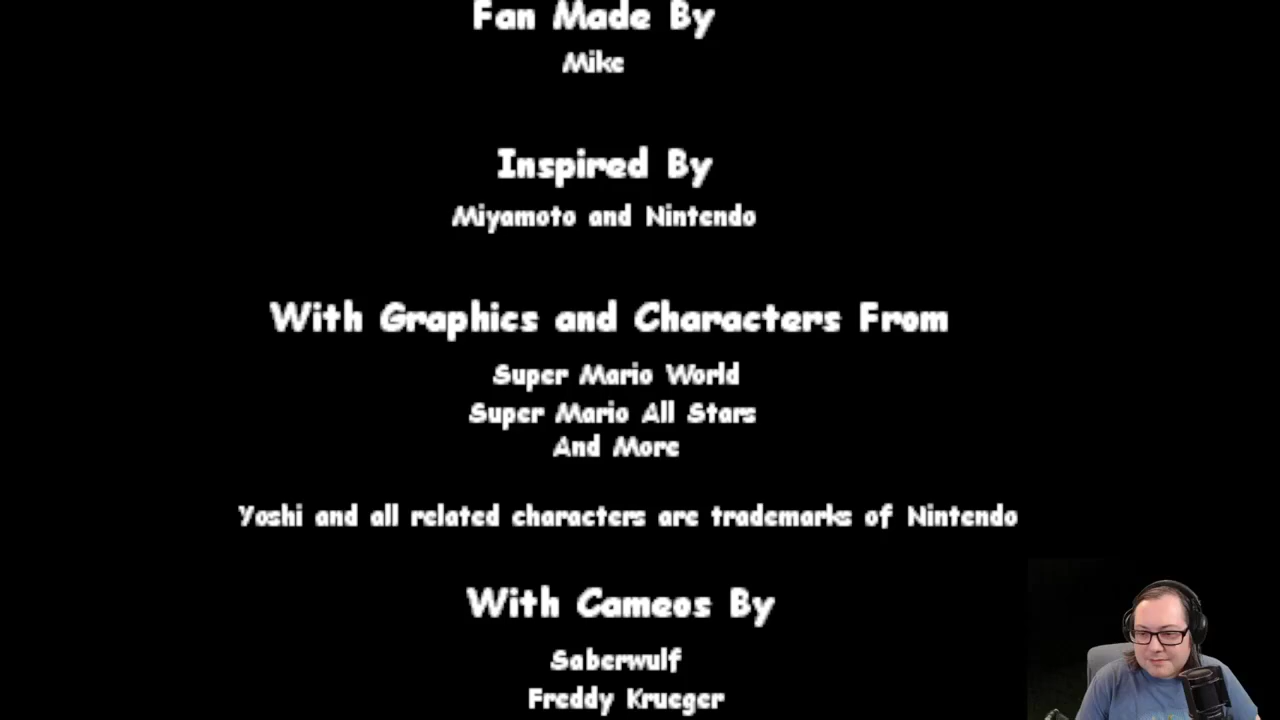 Fan Made By
Mike
Inspired By
Miyamoto and Nintendo
With Graphics and Characters From
Super Mario World
Super Mario All Stars
And More
Yoshi and all related characters are trademarks of Nintendo
With Cameos By
Saberwulf
Freddy Krueger